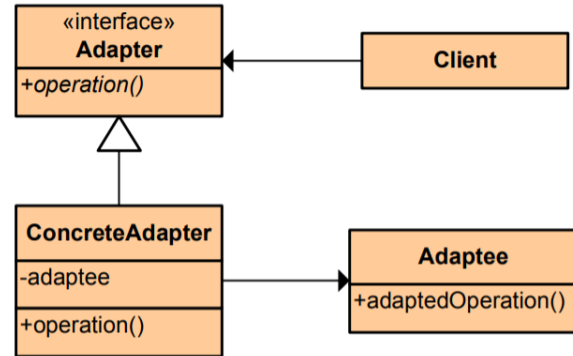 «interface»
Adapter
+operation()
Client
ConcreteAdapter
-adaptee
+operation()
Adaptee
+adaptedOperation()